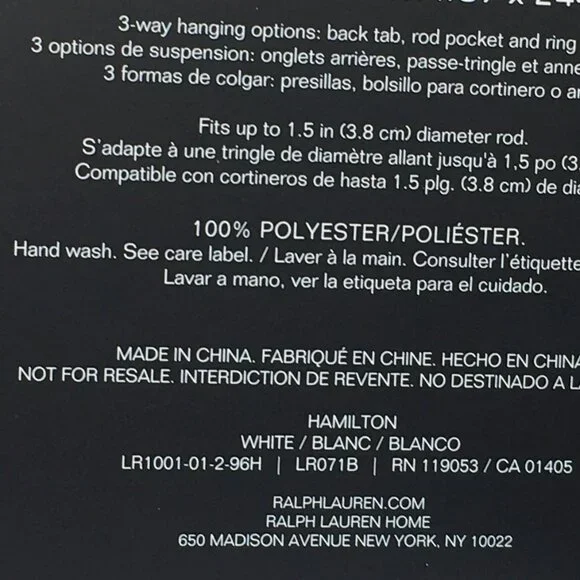 3-way hanging options: back tab, rod pocket and ring
3 options de suspension: onglets arrières, passe-tringle et
3 formas de colgar: presillas, bolsillo para cortinero o
Fits up to 1.5 in (3.8 cm) diameter rod.
S'adapte à une tringle de diamètre allant jusqu'à 1,5 po
Compatible con cortineros de hasta 1.5 plg. (3.8 cm) de
100% POLYESTER/POLIÉSTER.
Hand wash. See care label. / Laver à la main. Consulter l'étiquette
Lavar a mano, ver la etiqueta para el cuidado.
MADE IN CHINA. FABRIQUÉ EN CHINE. HECHO EN CHINA
NOT FOR RESALE. INTERDICTION DE REVENTE. NO DESTINADO A
HAMILTON
WHITE / BLANC / BLANCO
LR1001-01-2-96H | LR071B | RN 119053 / CA 01405
RALPHLAUREN.COM
RALPH LAUREN HOME
650 MADISON AVENUE NEW YORK, NY 10022